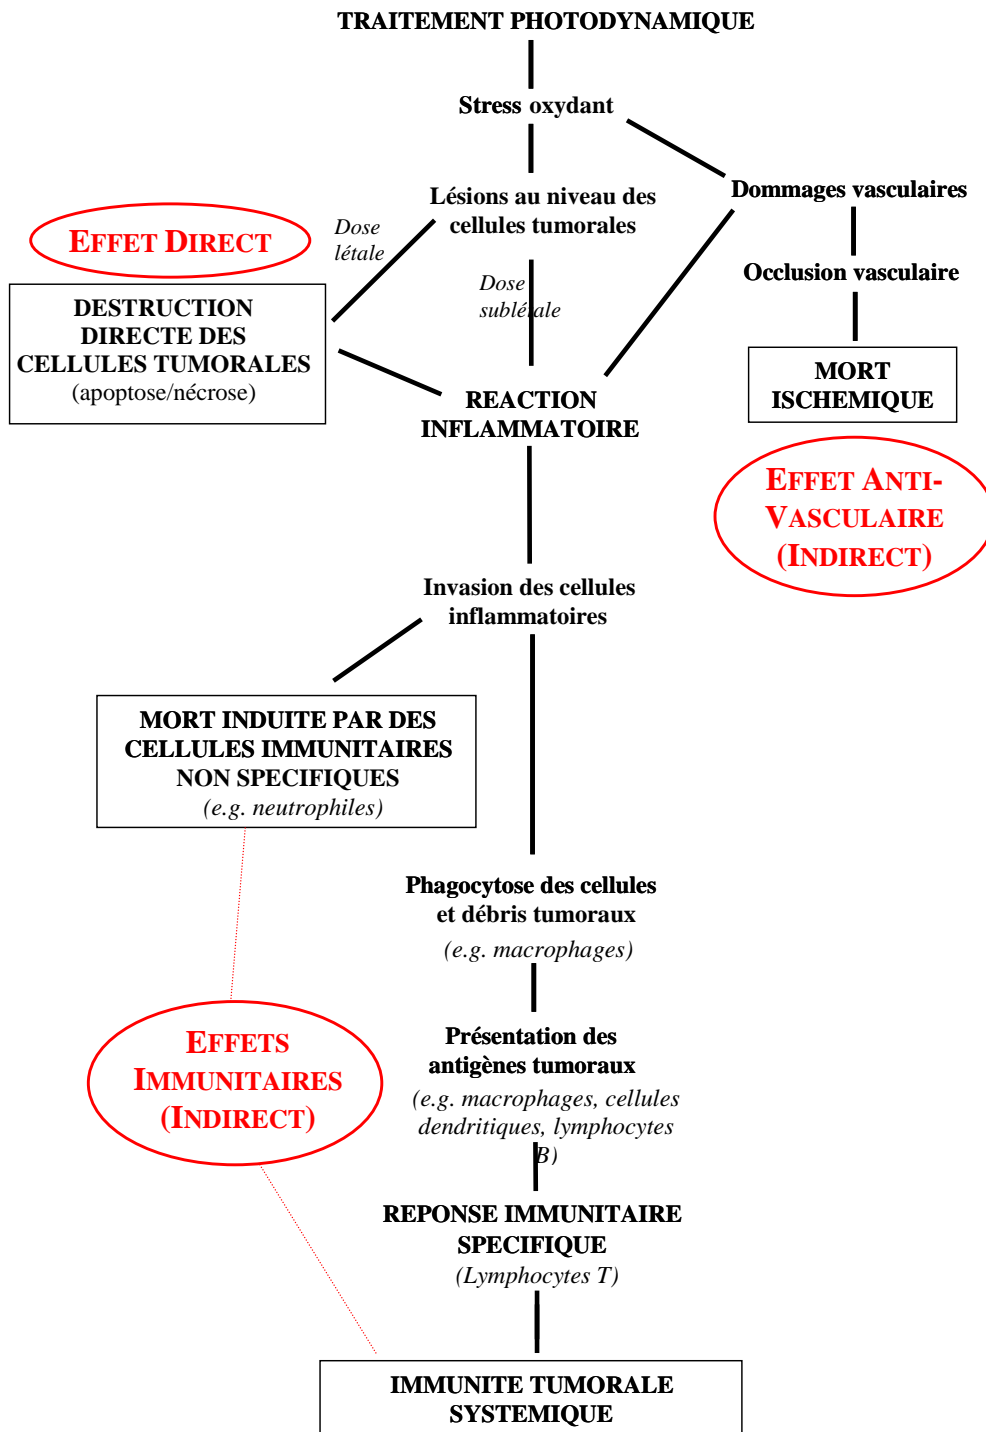 TRAITEMENT PHOTODYNAMIQUE
Stress oxydant
Lésions au niveau des
cellules tumorales
Dommages vasculaires
Dose
létale
EFFET DIRECT
Occlusion vasculaire
Dose
sublétale
DESTRUCTION
DIRECTE DES
CELLULES TUMORALES
(apoptose/nécrose)
MORT
ISCHEMIQUE
REACTION
INFLAMMATOIRE
EFFET ANTI-
VASCULAIRE
(INDIRECT)
Invasion des cellules
inflammatoires
MORT INDUITE PAR DES
CELLULES IMMUNITAIRES
NON SPECIFIQUES
(e.g. neutrophiles)
Phagocytose des cellules
et débris tumoraux
(e.g. macrophages)
EFFETS
IMMUNITAIRES
(INDIRECT)
Présentation des
antigènes tumoraux
(e.g. macrophages, cellules
dendritiques, lymphocytes
B)
REPONSE IMMUNITAIRE
SPECIFIQUE
(Lymphocytes T)
IMMUNITE TUMORALE
SYSTEMIQUE